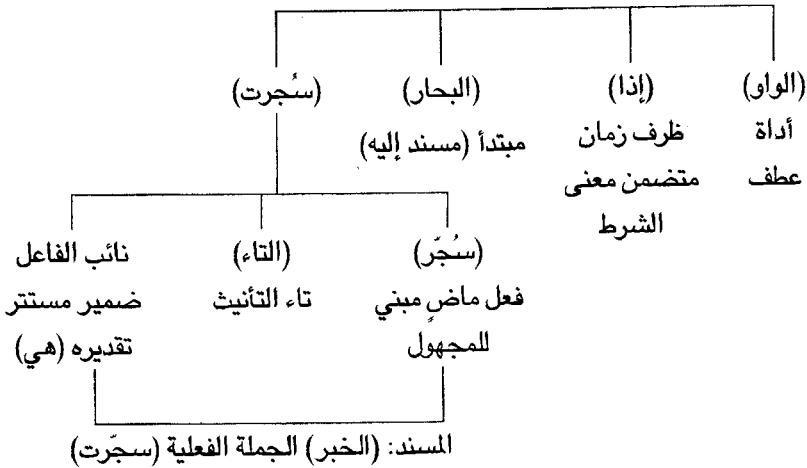 (الواو)
أداة
عطف
(إذا)
ظرف زمان
متضمن معنى
الشرط
(البحار)
مبتدأ (مسند إليه)
(سُجرت)
(سُجّر)
فعل ماضٍ مبني
للمجهول
(التاء)
تاء التأنيث
نائب الفاعل
ضمير مستتر
تقديره (هي)
المسند: (الخبر) الجملة الفعلية (سجّرت)